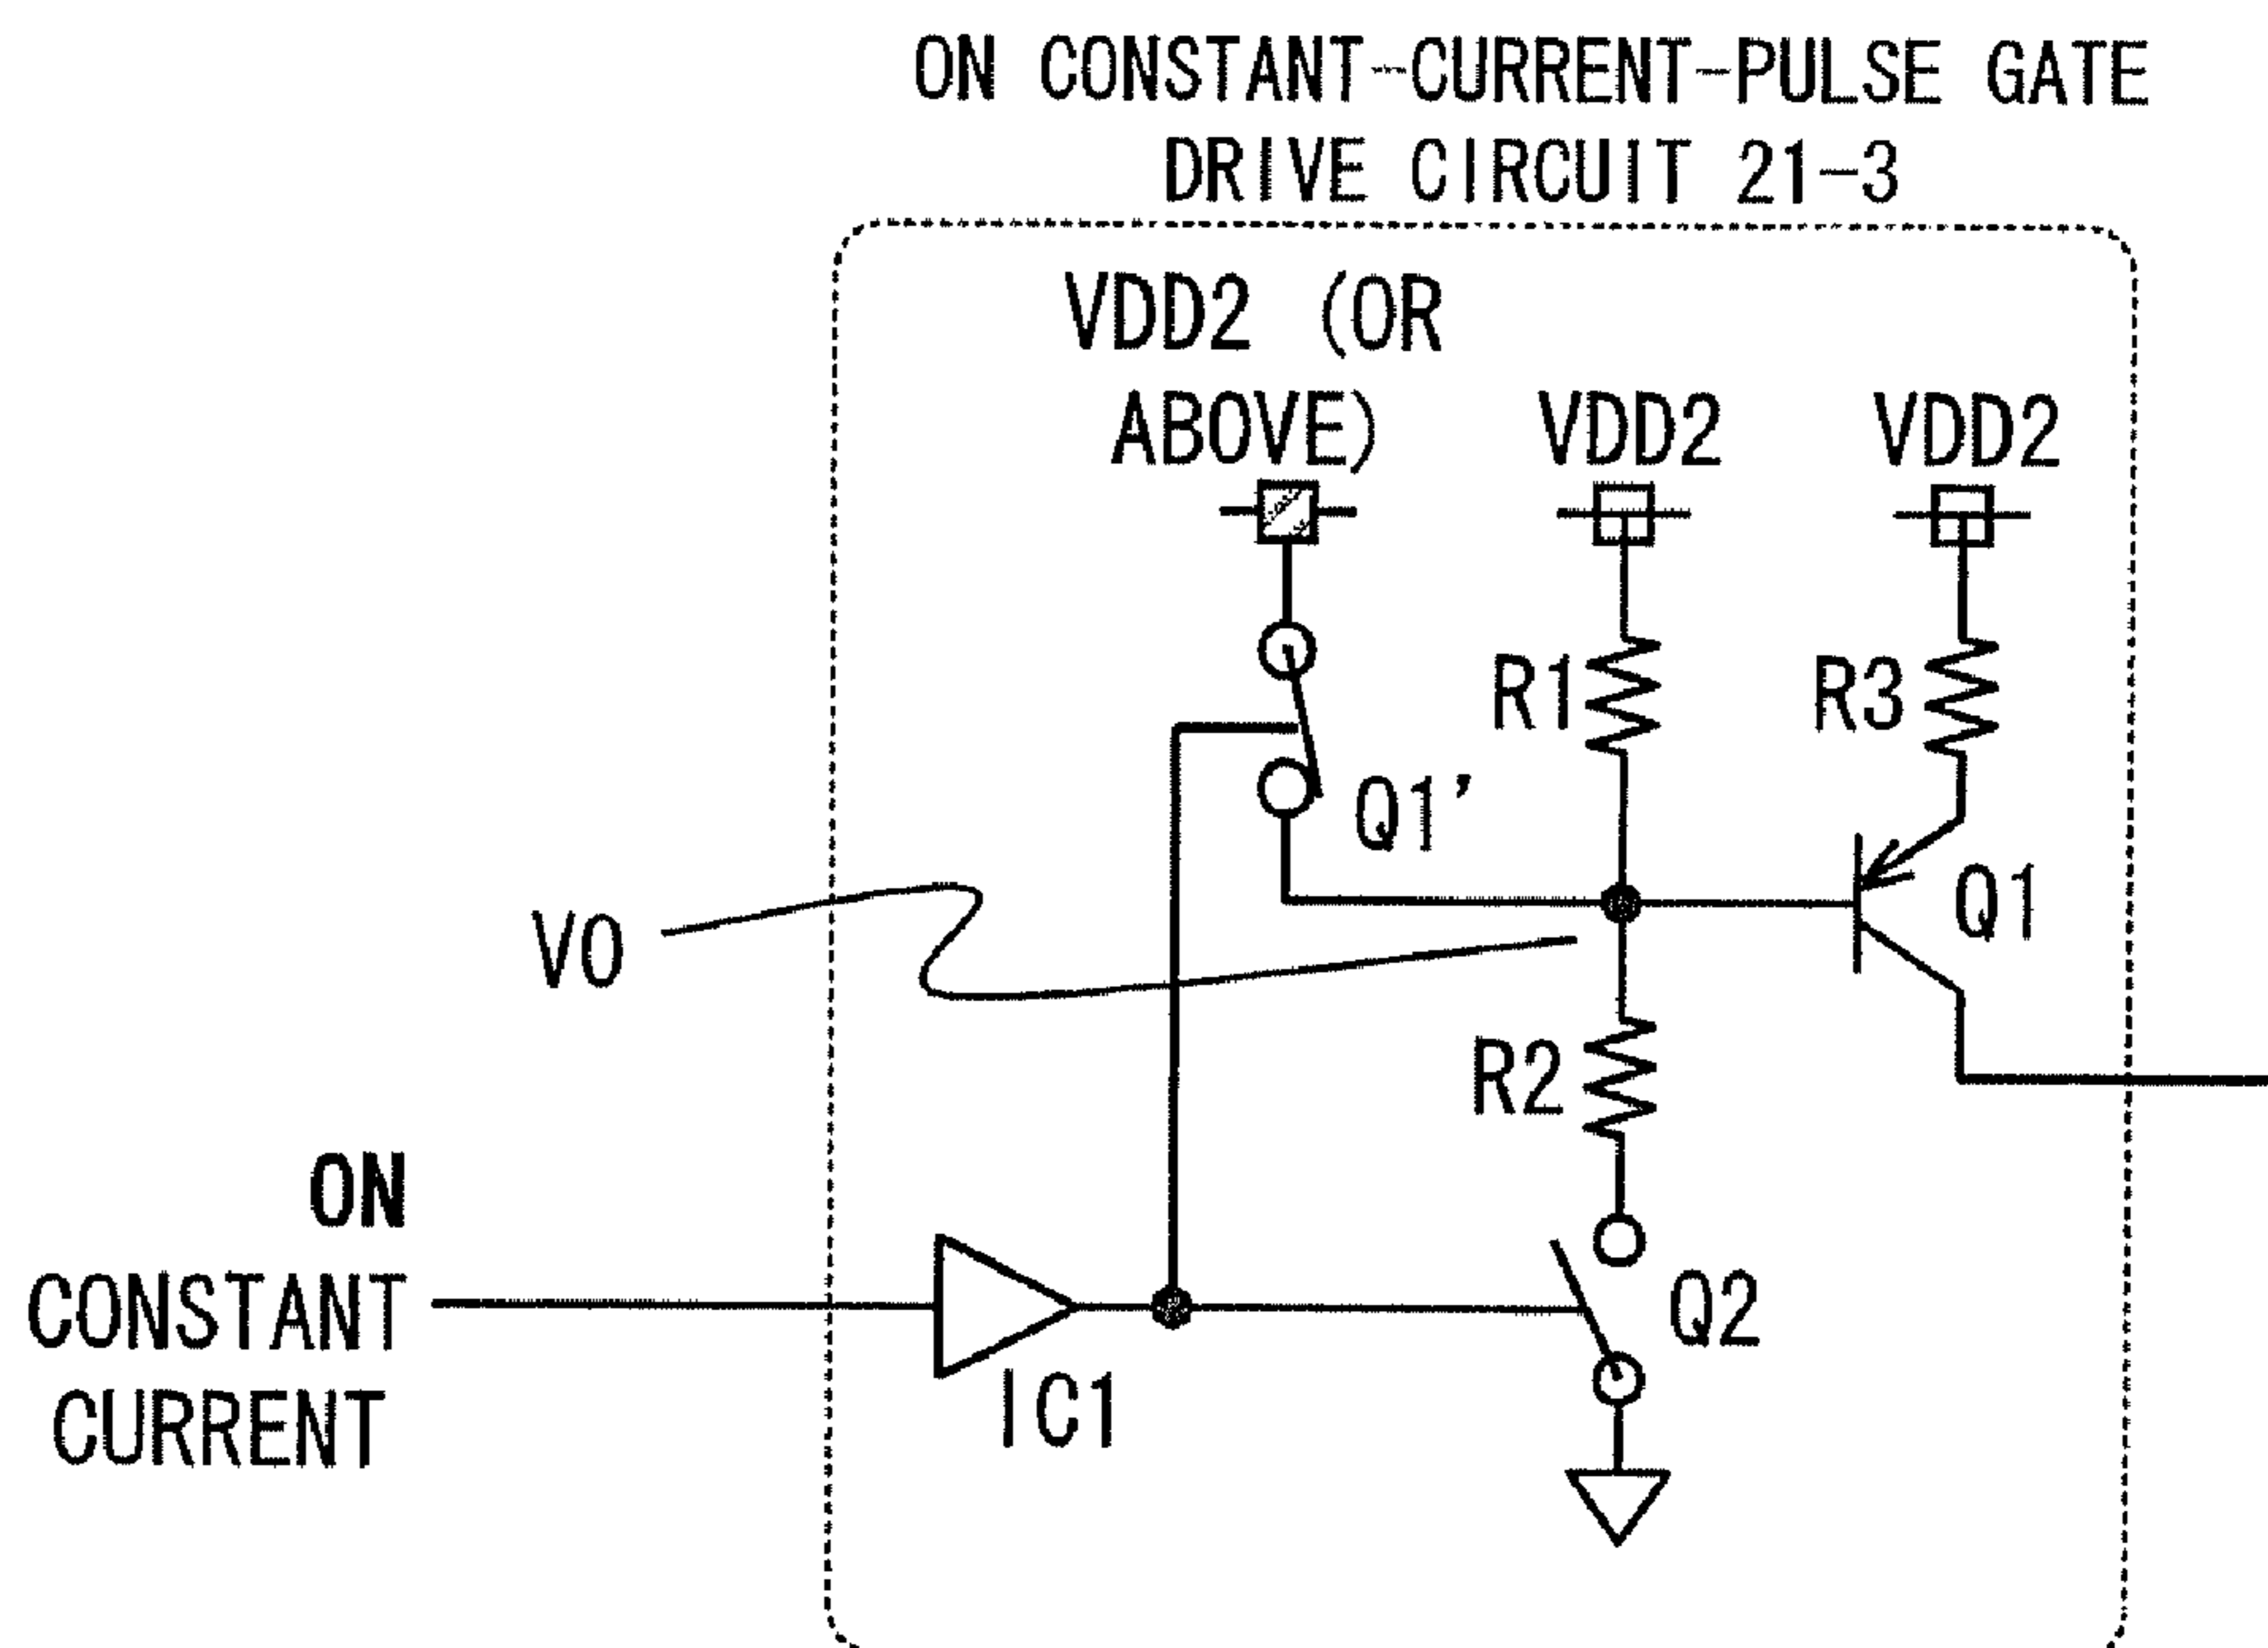 ON CONSTANT-CURRENT-PULSE GATE
DRIVE CIRCUIT 21-3
VDD2 (OR
ABOVE)
VDD2
VDD2
R1
R3
Q1'
Q1
VO
R2
ON
CONSTANT
CURRENT
Q2
IC1